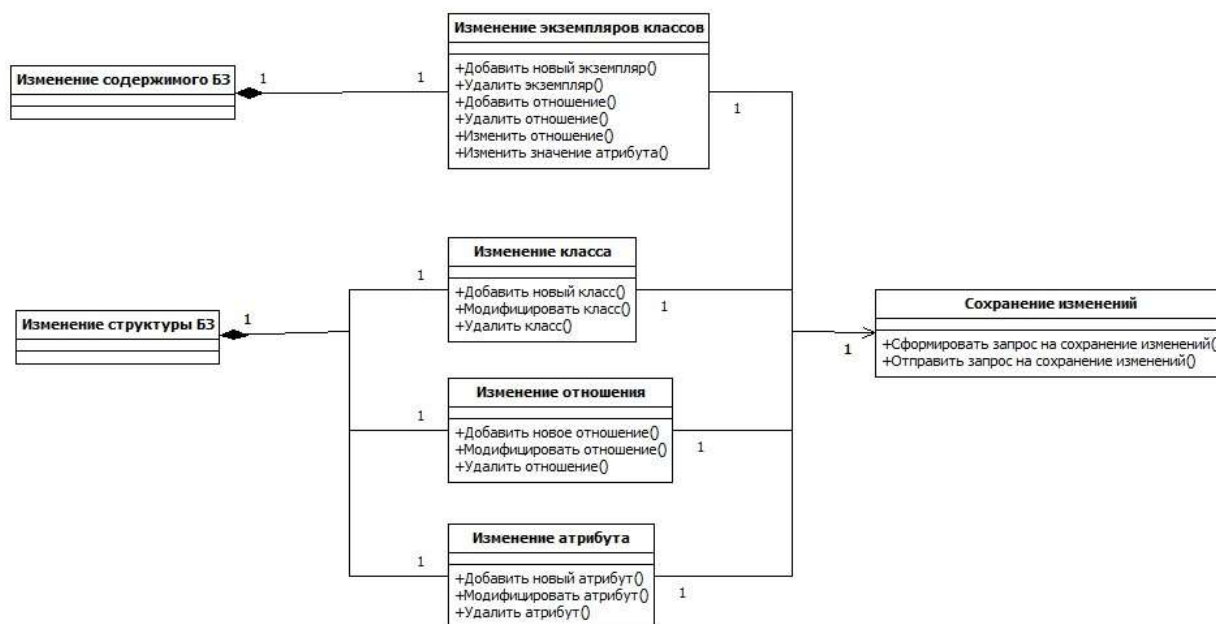 Изменение экземпляров классов
+Добавить новый экземпляр()
+Удалить экземпляр()
+Добавить отношение()
+Удалить отношение()
+Изменить отношение()
+Изменить значение атрибута()
Изменение содержимого БЗ
1
1
1
Изменение класса
+Добавить новый класс()
+Модифицировать класс()
+Удалить класс()
1
1
Изменение структуры БЗ
1
Сохранение изменений
+Сформировать запрос на сохранение изменений()
+Отправить запрос на сохранение изменений()
1
Изменение отношения
+Добавить новое отношение()
+Модифицировать отношение()
+Удалить отношение()
1
1
Изменение атрибута
+Добавить новый атрибут()
+Модифицировать атрибут()
+Удалить атрибут()
1
1